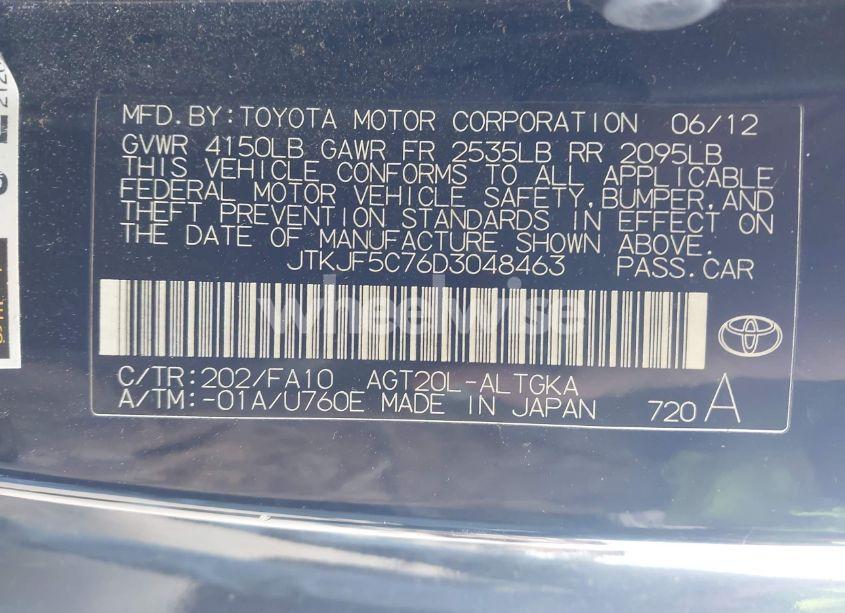 MFD. BY: TOYOTA MOTOR CORPORATION 06/12
GVWR 4150LB GAWR FR 2535LB RR 2095LB
THIS VEHICLE CONFORMS TO ALL APPLICABLE
FEDERAL MOTOR VEHICLE SAFETY, BUMPER, AND
THEFT PREVENTION STANDARDS IN EFFECT ON
THE DATE OF MANUFACTURE SHOWN ABOVE.
JTKJF5C76D3048463 PASS. CAR
Wheelwise
C/TR: 202/FA10 AGT20L-ALTGKA
A/TM: -01A/U760E MADE IN JAPAN 720 A